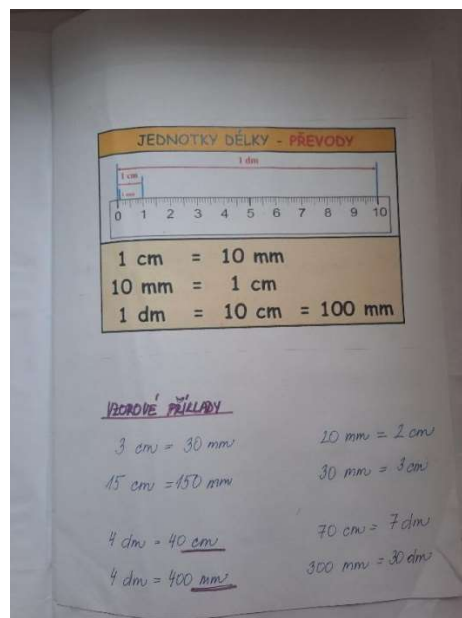 JEDNOTKY DÉLKY - PŘEVODY
1 dm
1 cm
0 1 2 3 4 5 6 7 8 9 10
1 cm = 10 mm
10 mm = 1 cm
1 dm = 10 cm = 100 mm
VZOROVÉ PŘÍKLADY
3 cm = 30 mm
15 cm = 150 mm
4 dm = 40 cm
4 dm = 400 mm
20 mm = 2 cm
30 mm = 3 cm
70 cm = 7 dm
300 mm = 30 dm